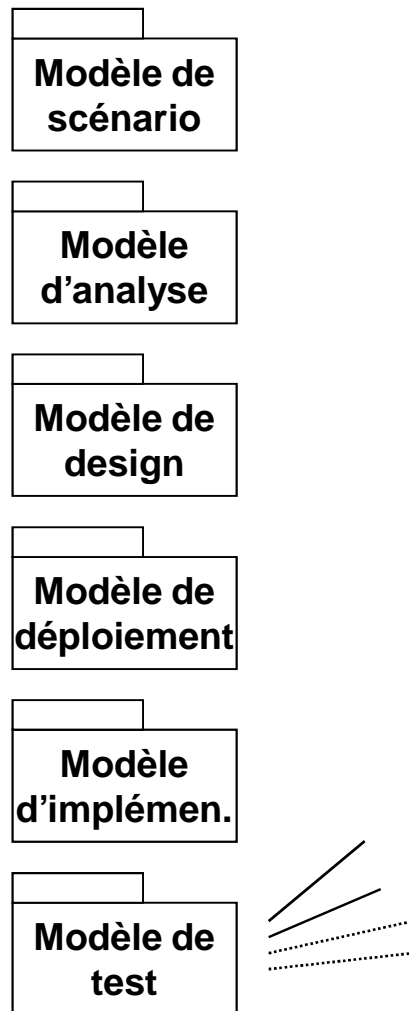 Modèle de
scénario
Modèle
d’analyse
Modèle de
design
Modèle de
déploiement
Modèle
d’implémen.
Modèle de
test